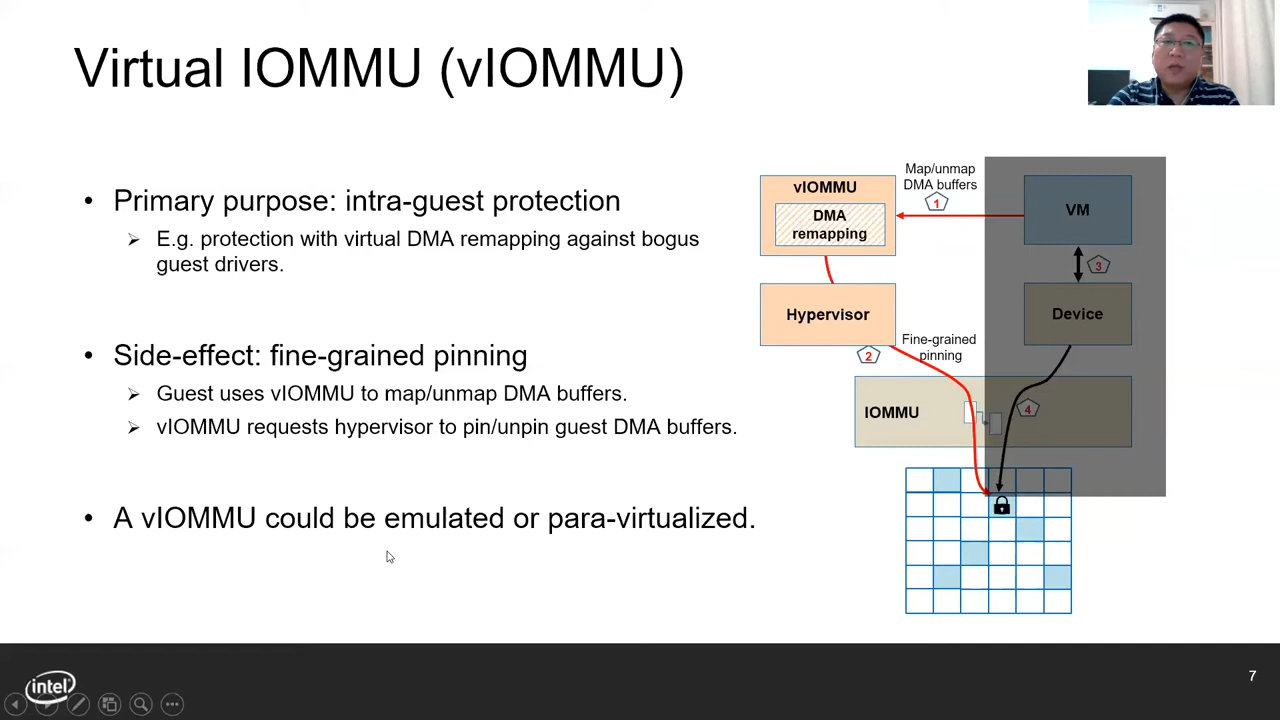 Virtual IOMMU (vIOMMU)
• Primary purpose: intra-guest protection
➢ E.g. protection with virtual DMA remapping against bogus
guest drivers.
• Side-effect: fine-grained pinning
➢ Guest uses vIOMMU to map/unmap DMA buffers.
➢ vIOMMU requests hypervisor to pin/unpin guest DMA buffers.
• A vIOMMU could be emulated or para-virtualized.
vIOMMU
DMA
remapping
Map/unmap
DMA buffers
1
VM
3
Hypervisor
Device
2
Fine-grained
pinning
IOMMU
4
intel
7